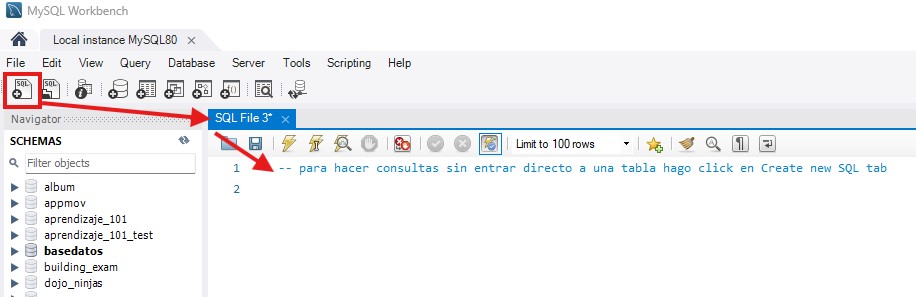 MySQL Workbench
Local instance MySQL80
File Edit View Query Database Server Tools Scripting Help
SQL
SQL
Navigator
SQL File 3*
SCHEMAS
Limit to 100 rows
Filter objects
1 -- para hacer consultas sin entrar directo a una tabla hago click en Create new SQL tab
2
album
appmov
aprendizaje_101
aprendizaje_101_test
basedatos
building_exam
dojo_ninjas